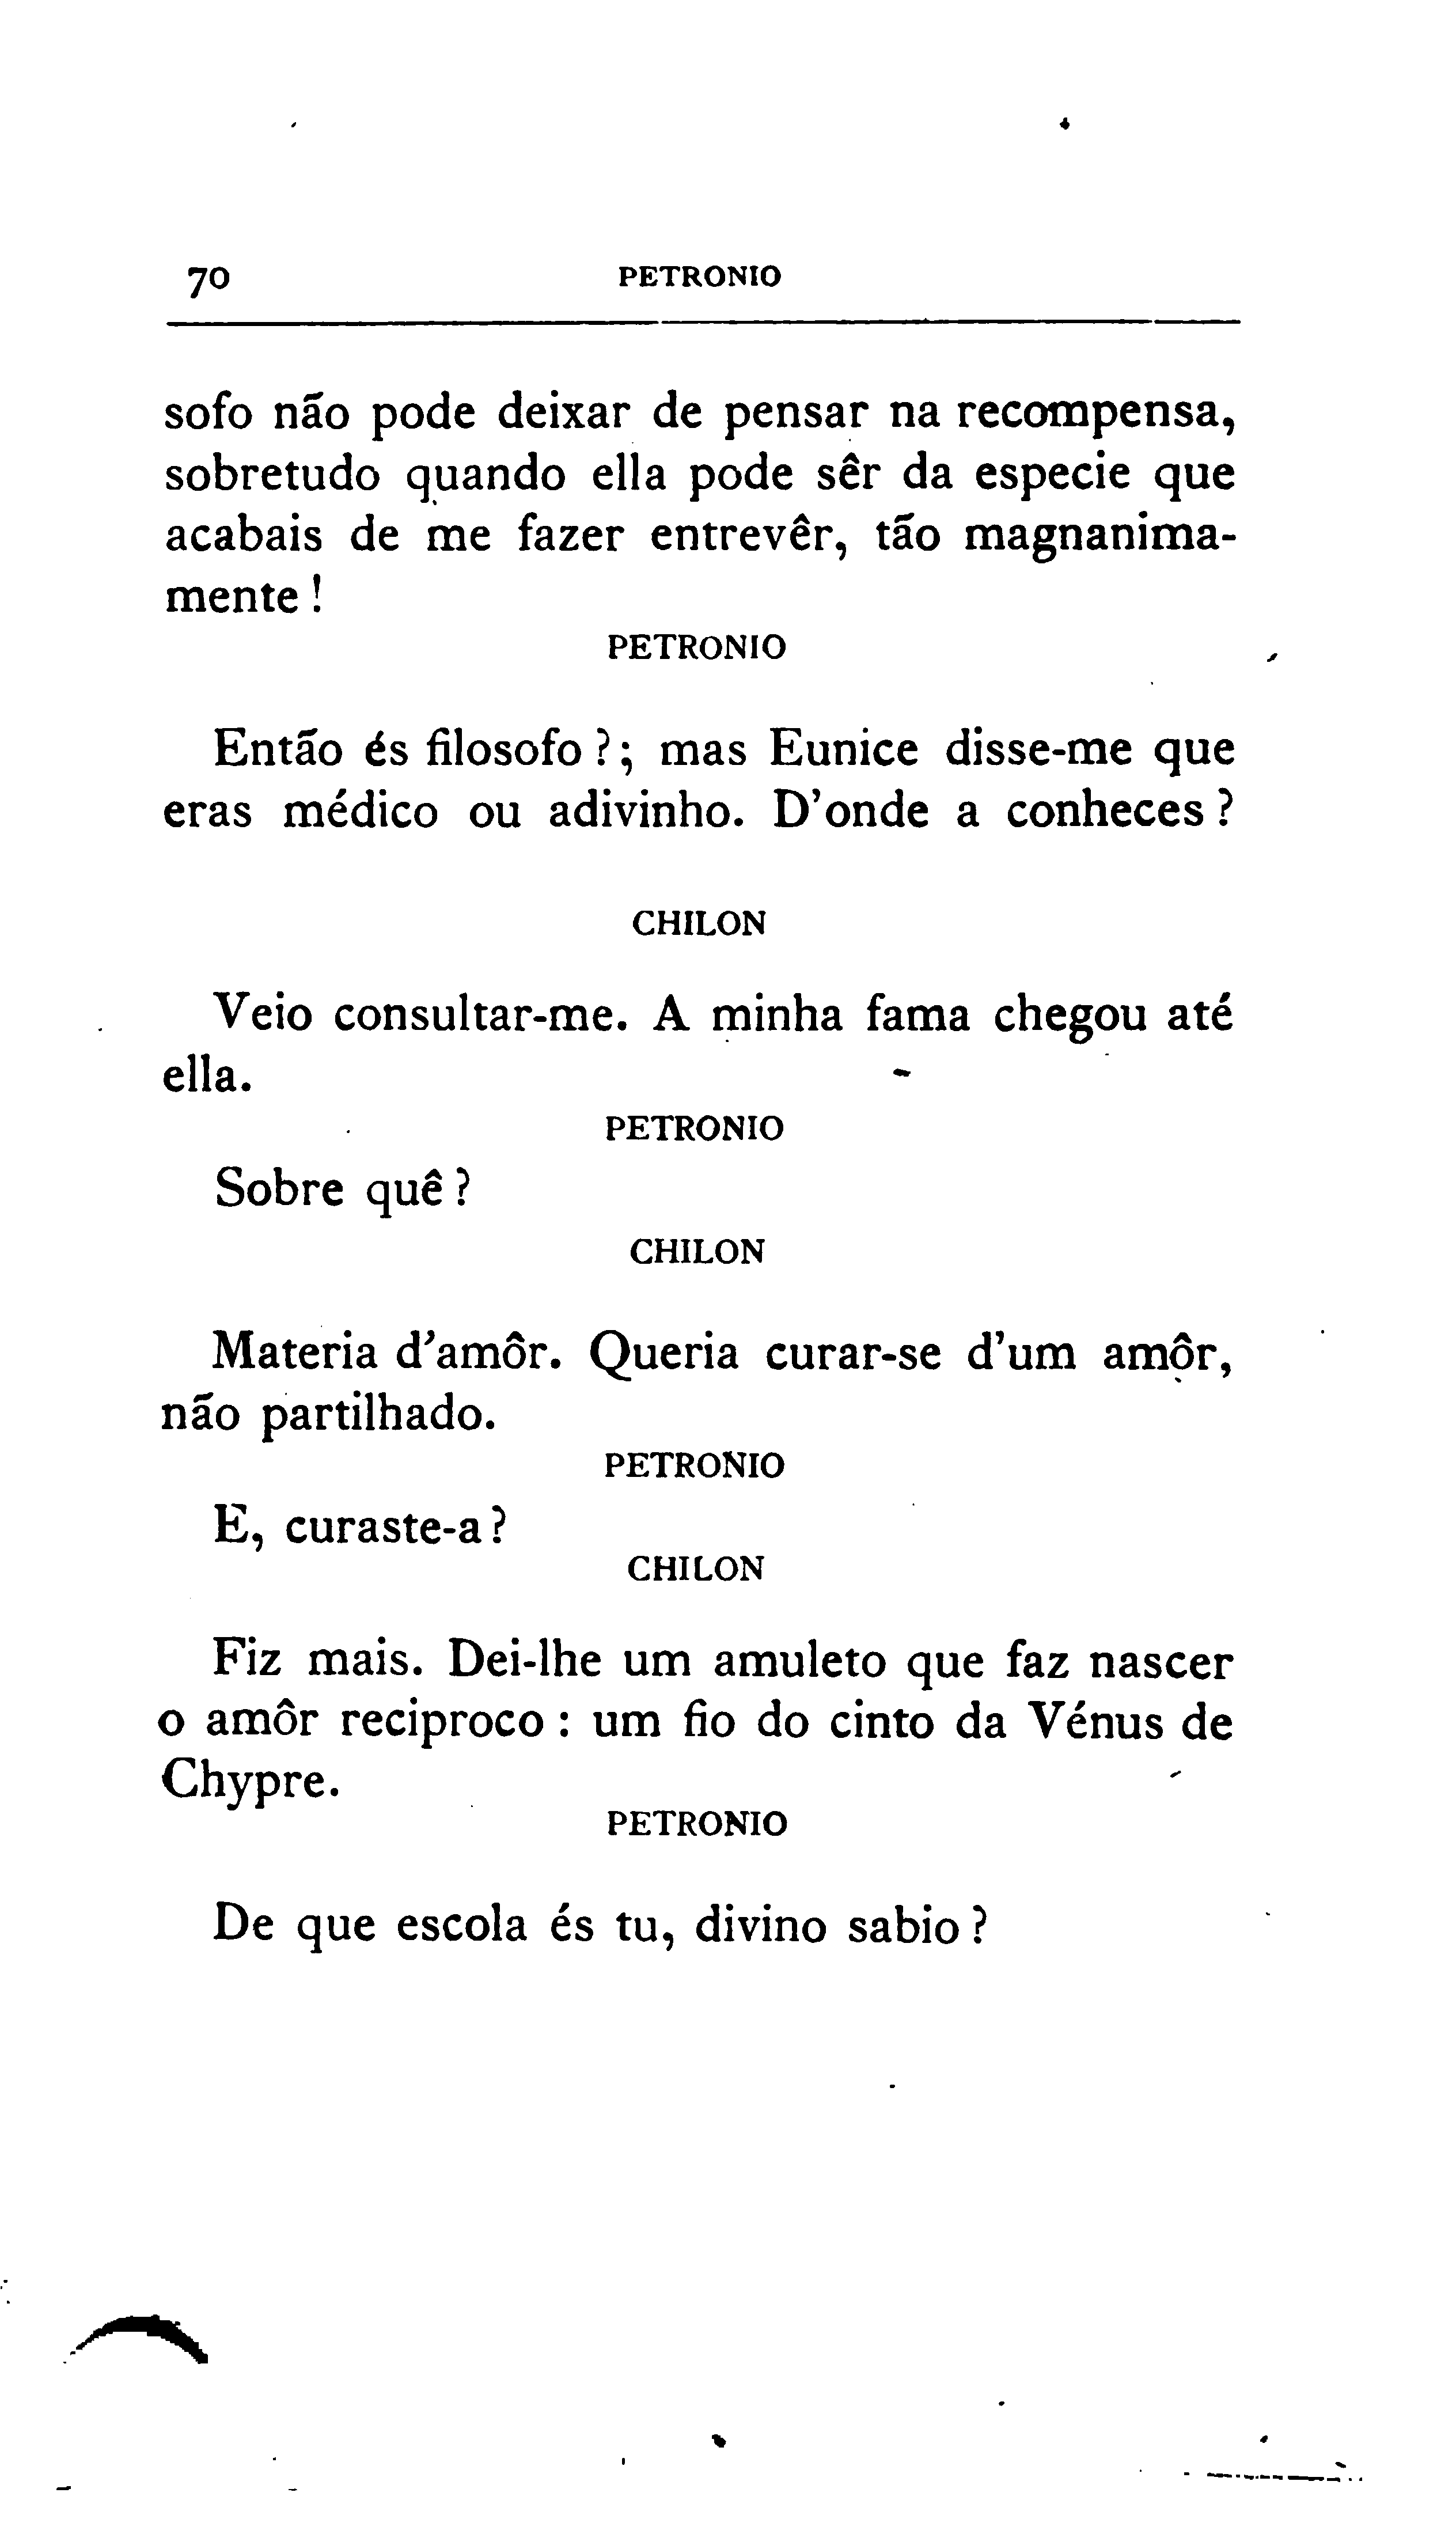 70 PETRONIO
sofo não pode deixar de pensar na recompensa,
sobretudo quando ella pode sêr da especie que
acabais de me fazer entrevêr, tão magnanima-
mente !
PETRONIO
Então és filosofo ?; mas Eunice disse-me que
eras médico ou adivinho. D'onde a conheces ?
CHILON
Veio consultar-me. A minha fama chegou até
ella.
PETRONIO
Sobre quê ?
CHILON
Materia d'amôr. Queria curar-se d'um amôr,
não partilhado.
PETRONIO
E, curaste-a ?
CHILON
Fiz mais. Dei-lhe um amuleto que faz nascer
o amôr reciproco : um fio do cinto da Vénus de
Chypre.
PETRONIO
De que escola és tu, divino sabio ?